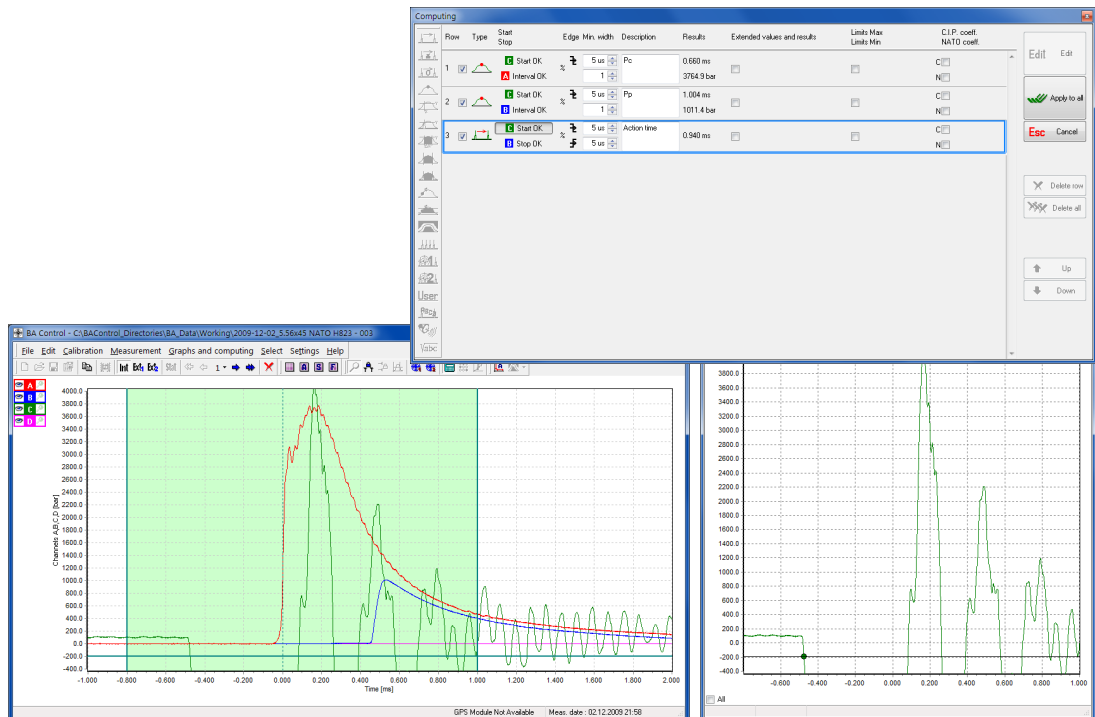 Computing
Row Type Start Stop Edge Min. width Description Results Extended values and results Limits Max Limits Min C.I.P. coeff. NATO coeff.
1 C Start OK % 5 us Pc 0.660 ms C
A Interval OK 1 3764.9 bar N
2 C Start OK % 5 us Pp 1.004 ms C
B Interval OK 1 1011.4 bar N
3 C Start OK % 5 us Action time 0.940 ms C
B Stop OK 5 us N
Edit Edit
Apply to all
Esc Cancel
Delete row
Delete all
Up
Down
1
2
User
%abc
BA Control - C:\BAControl_Directories\BA_Data\Working\2009-12-02_5.56x45 NATO H823 - 003
File Edit Calibration Measurement Graphs and computing Select Settings Help
Int Ext1 Ext2 Std 1 A S F
A
B
C
D
Channels A,B,C,D [bar]
4000.0
3800.0
3600.0
3400.0
3200.0
3000.0
2800.0
2600.0
2400.0
2200.0
2000.0
1800.0
1600.0
1400.0
1200.0
1000.0
800.0
600.0
400.0
200.0
0.0
-200.0
-400.0
-1.000 -0.800 -0.600 -0.400 -0.200 0.000 0.200 0.400 0.600 0.800 1.000 1.200 1.400 1.600 1.800 2.000
Time [ms]
GPS Module Not Available Meas. date : 02.12.2009 21:58
3800.0
3600.0
3400.0
3200.0
3000.0
2800.0
2600.0
2400.0
2200.0
2000.0
1800.0
1600.0
1400.0
1200.0
1000.0
800.0
600.0
400.0
200.0
0.0
-200.0
-400.0
-0.600 -0.400 -0.200 0.000 0.200 0.400 0.600 0.800 1.000
All